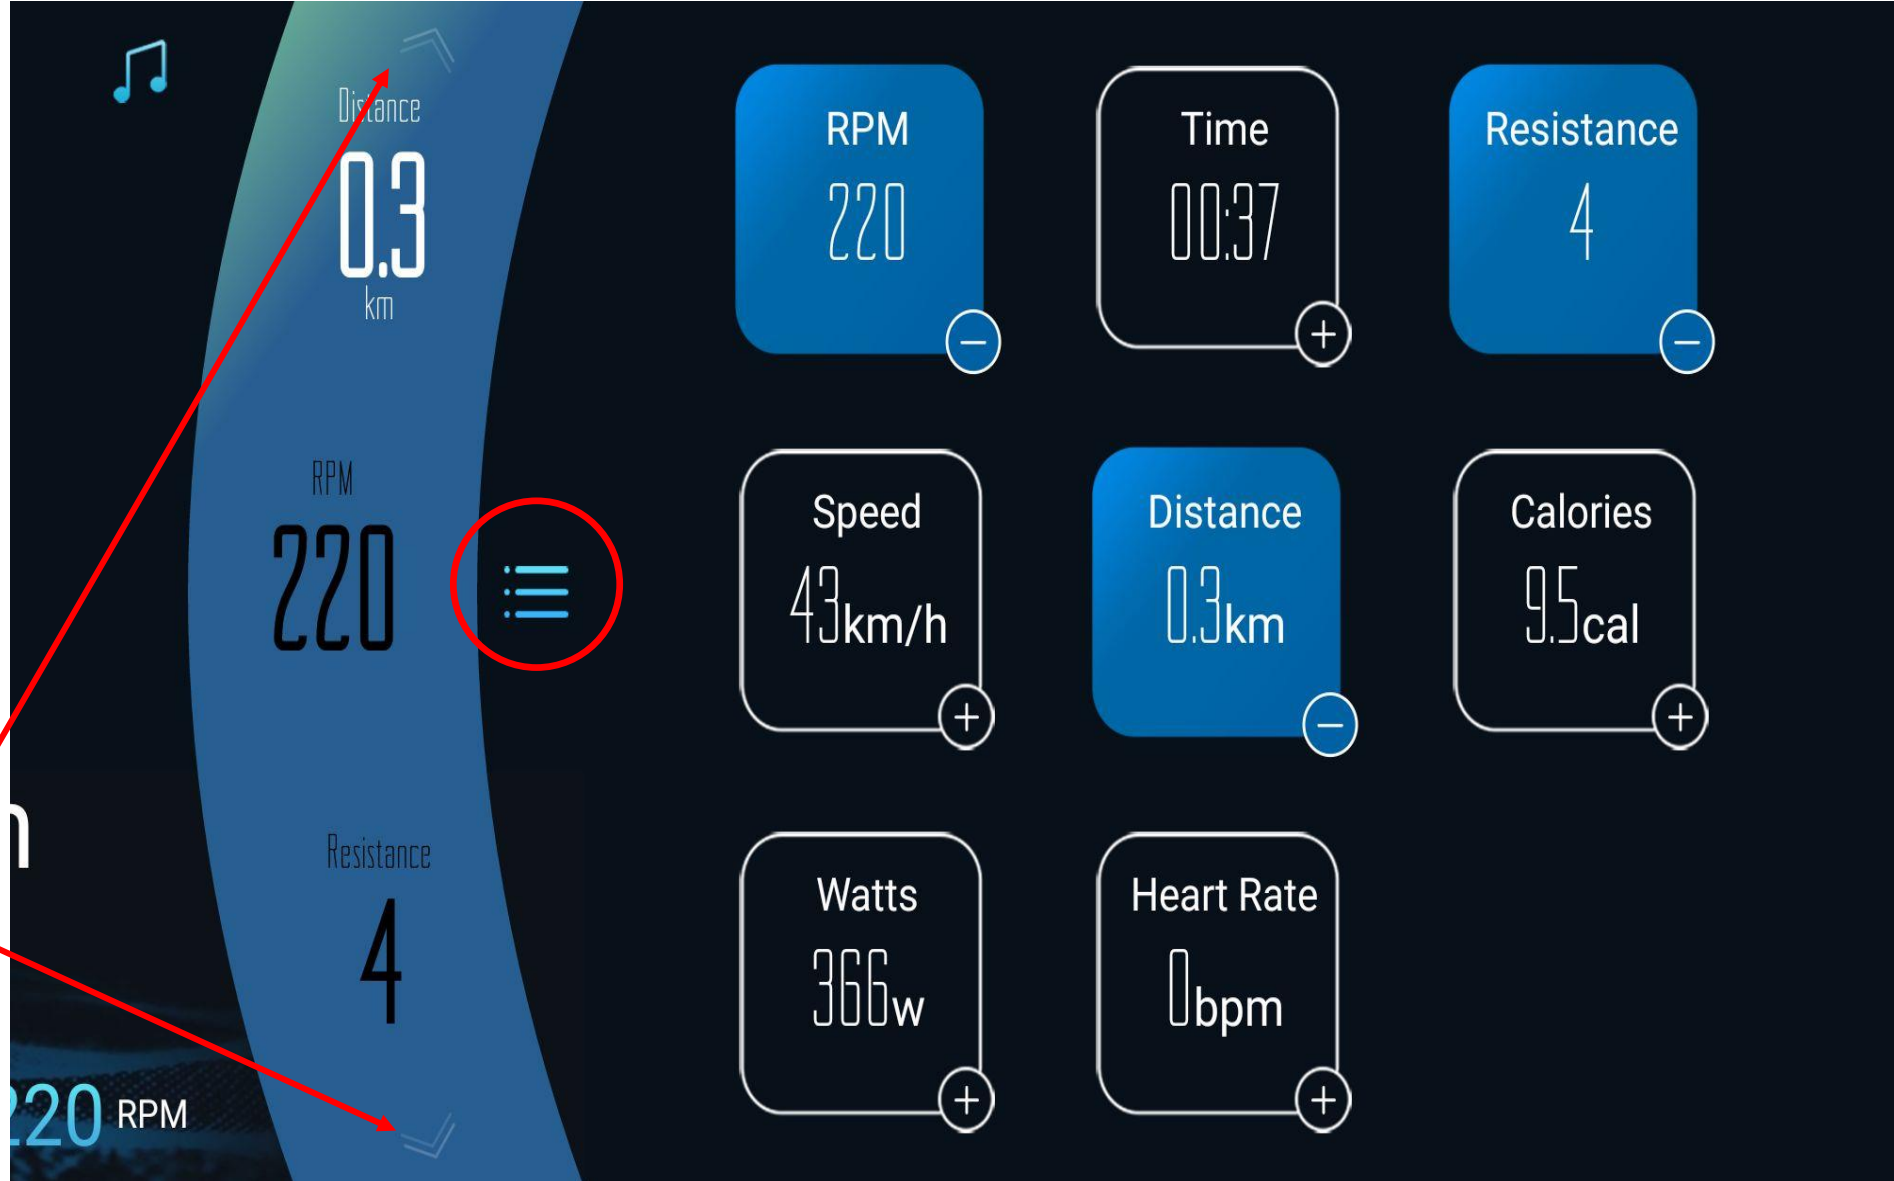 Distance
0.3
km
RPM
220
Resistance
4
220 RPM
RPM
220
Time
00:37
Resistance
4
Speed
43km/h
Distance
0.3km
Calories
9.5cal
Watts
366w
Heart Rate
0bpm